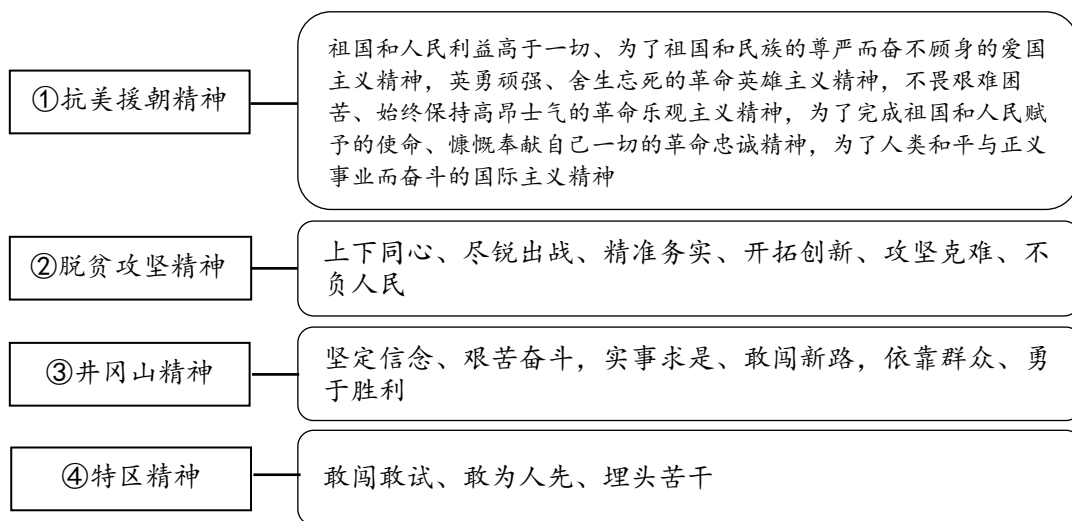 ①抗美援朝精神
祖国和人民利益高于一切、为了祖国和民族的尊严而奋不顾身的爱国
主义精神，英勇顽强、舍生忘死的革命英雄主义精神，不畏艰难困
苦、始终保持高昂士气的革命乐观主义精神，为了完成祖国和人民赋
予的使命、慷慨奉献自己一切的革命忠诚精神，为了人类和平与正义
事业而奋斗的国际主义精神
②脱贫攻坚精神
上下同心、尽锐出战、精准务实、开拓创新、攻坚克难、不
负人民
③井冈山精神
坚定信念、艰苦奋斗，实事求是、敢闯新路，依靠群众、勇
于胜利
④特区精神
敢闯敢试、敢为人先、埋头苦干